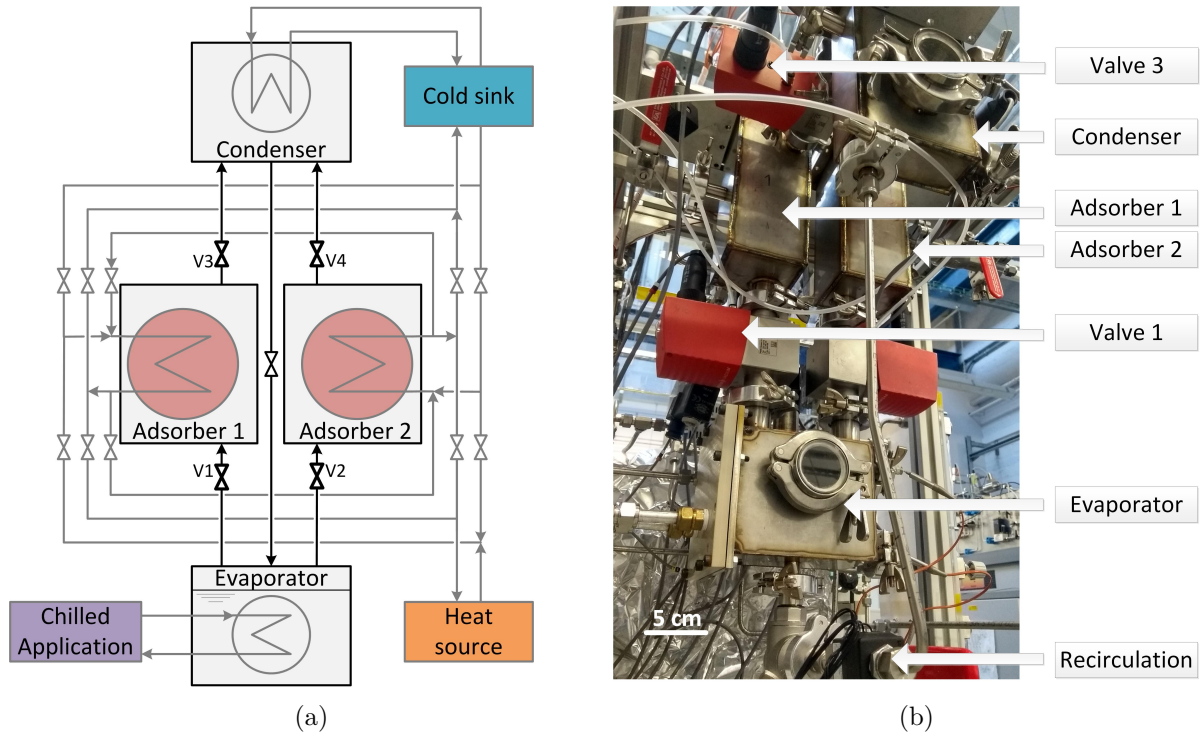 Condenser
Cold sink
V3
V4
Adsorber 1
Adsorber 2
V1
V2
Evaporator
Chilled
Application
Heat
source
(a)
1
5 cm
Valve 3
Condenser
Adsorber 1
Adsorber 2
Valve 1
Evaporator
Recirculation
(b)